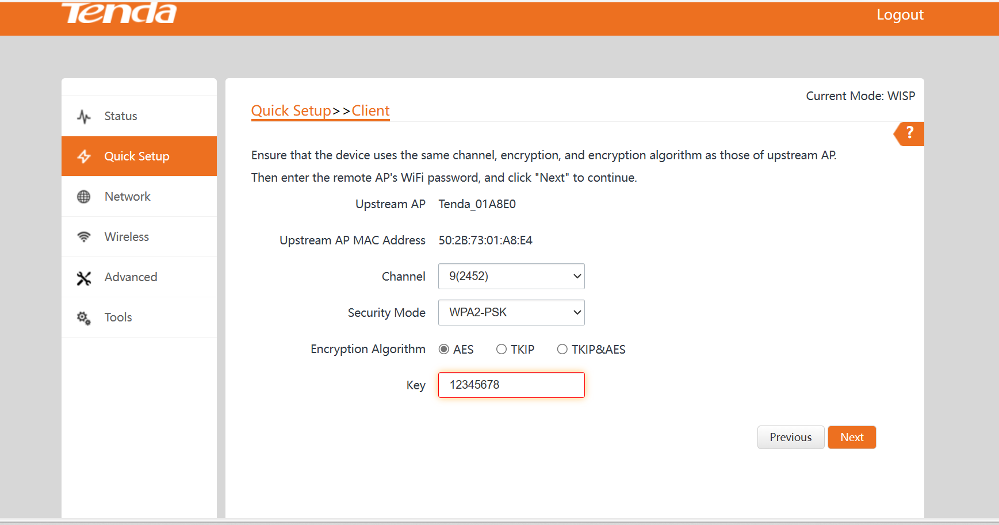 Tenda
Logout
Current Mode: WISP
Quick Setup>>Client
?
Status
Quick Setup
Network
Wireless
Advanced
Tools
Ensure that the device uses the same channel, encryption, and encryption algorithm as those of upstream AP.
Then enter the remote AP's WiFi password, and click "Next" to continue.
Upstream AP Tenda_01A8E0
Upstream AP MAC Address 50:2B:73:01:A8:E4
Channel 9(2452)
Security Mode WPA2-PSK
Encryption Algorithm AES TKIP TKIP&AES
Key 12345678
Previous Next